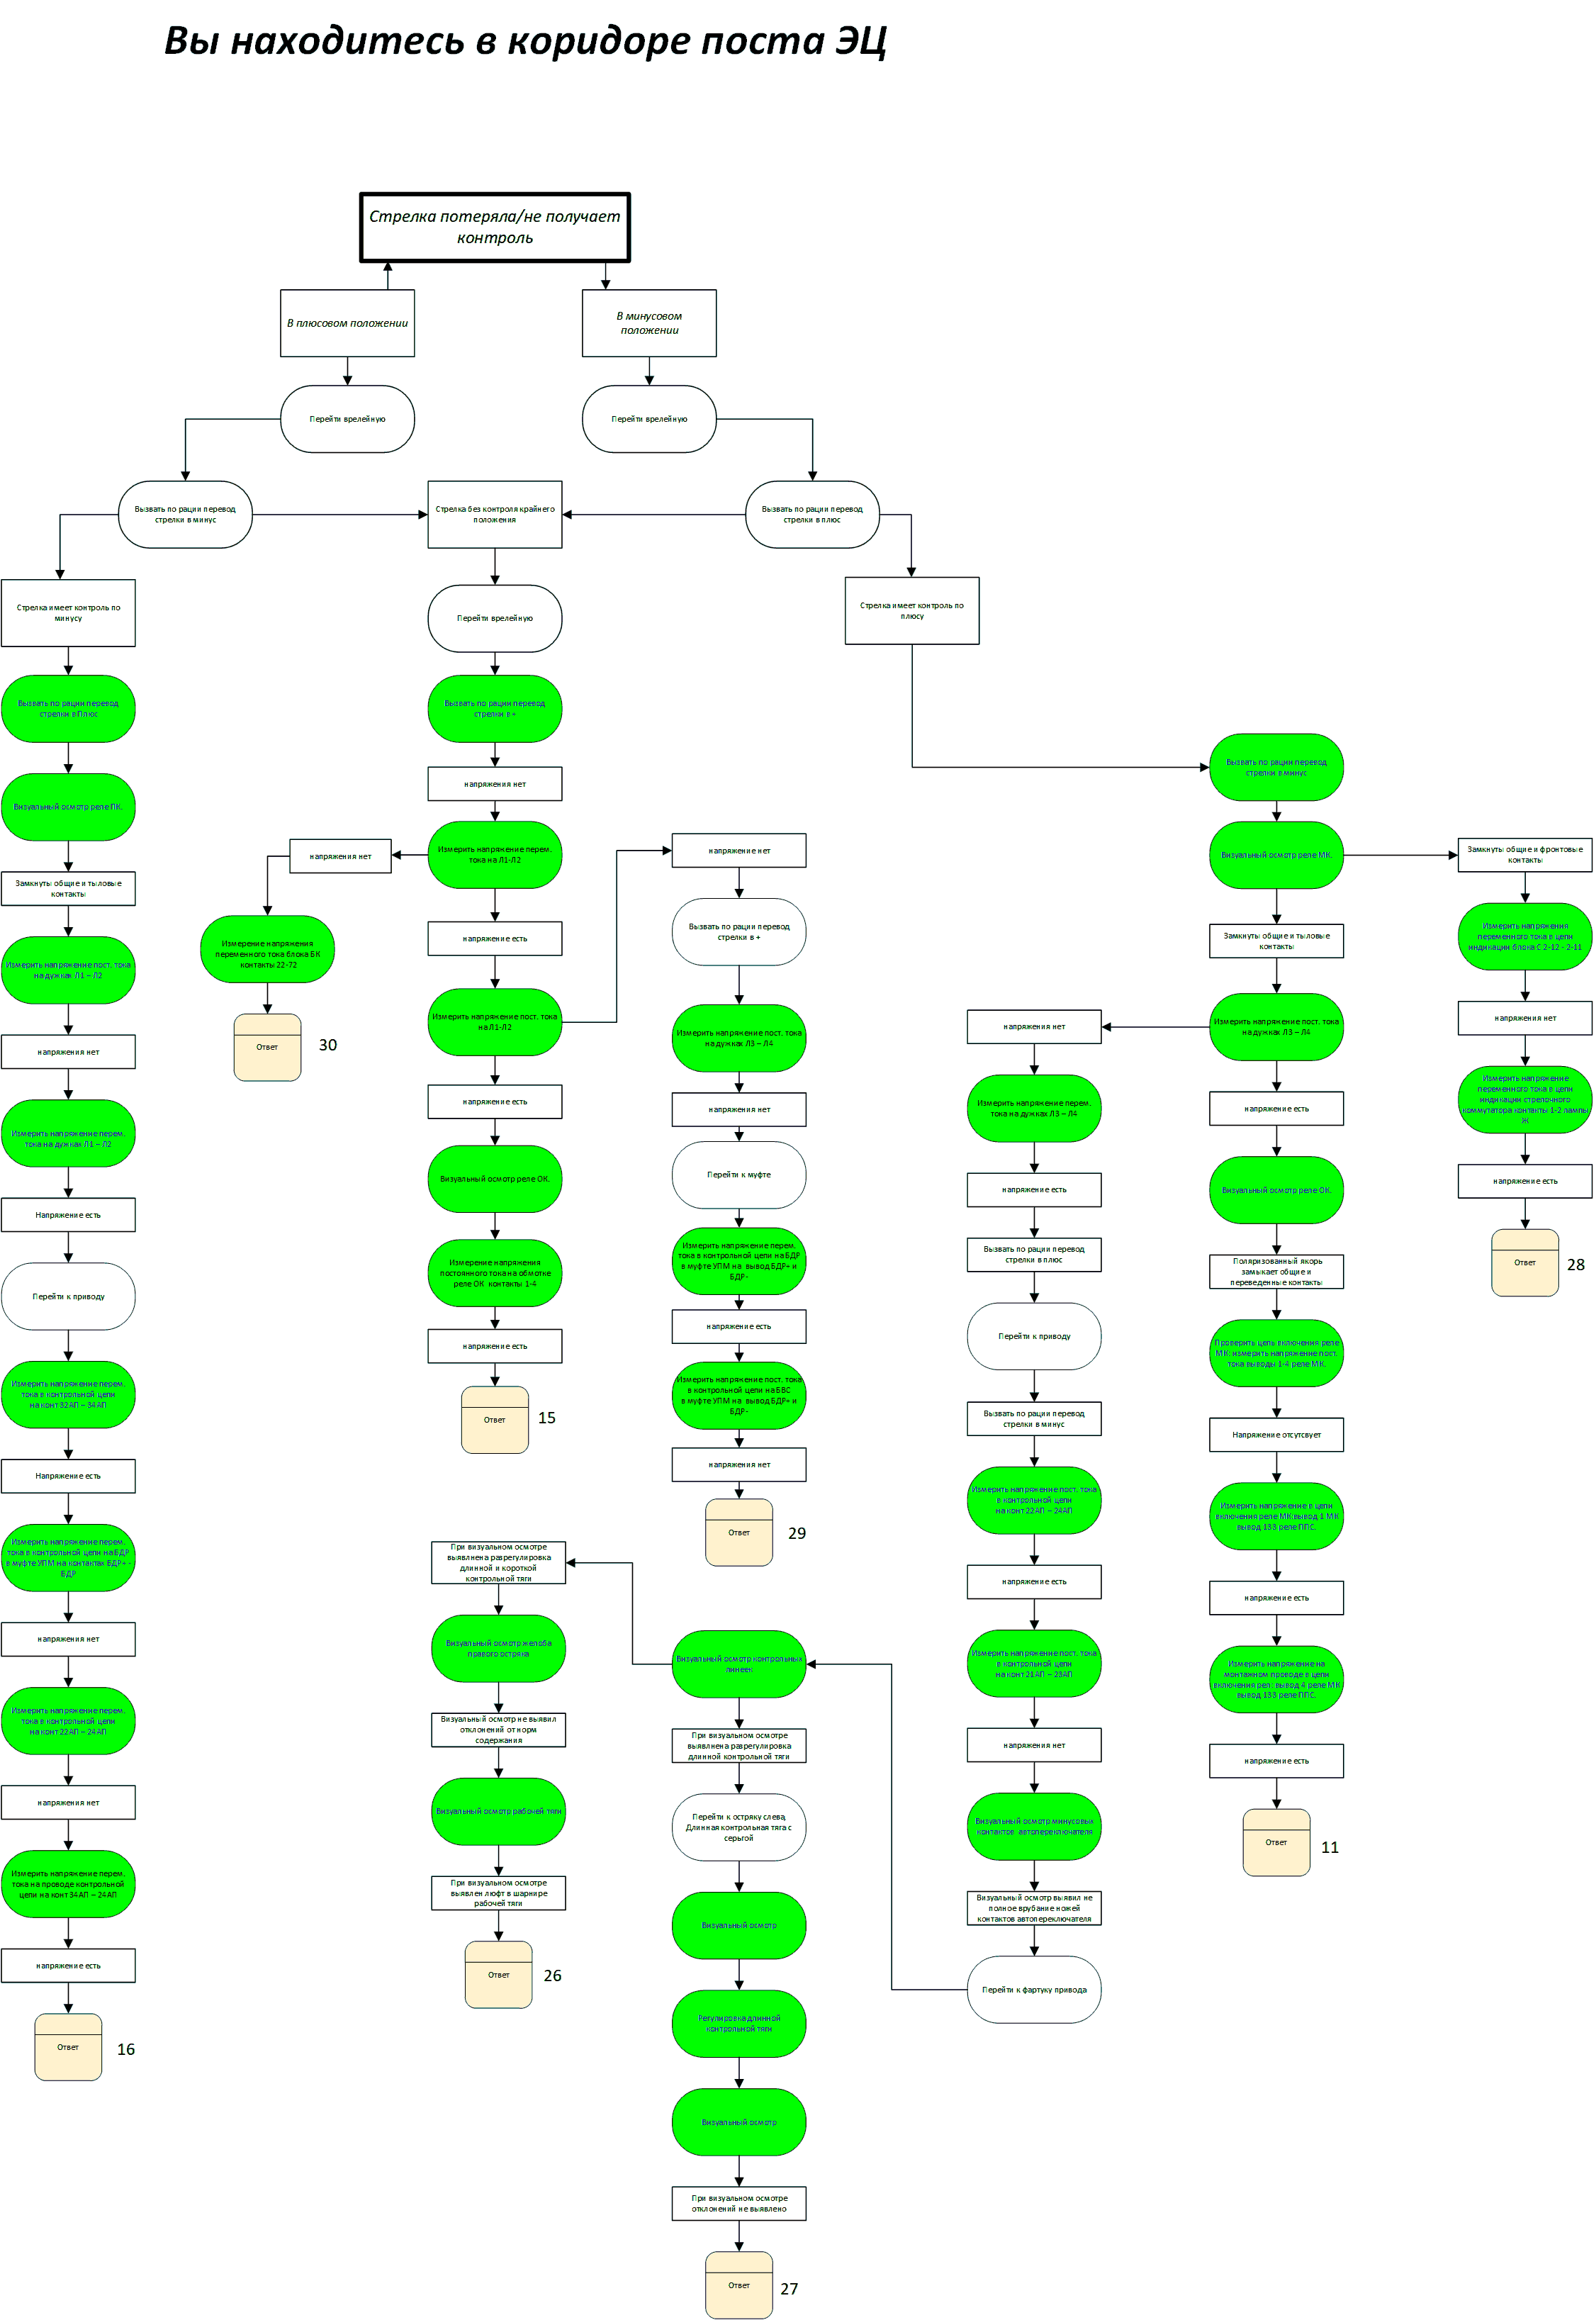 Вы находитесь в коридоре поста ЭЦ
Стрелка потеряла/не получает
контроль
В плюсовом положении
В минусовом
положении
Перейти врелейную
Перейти врелейную
Вызвать по рации перевод
стрелки в минус
Стрелка без контроля крайнего
положения
Вызвать по рации перевод
стрелки в плюс
Стрелка имеет контроль по
минусу
Вызвать по рации перевод
стрелки в Плюс
Визуальный осмотр реле ПК.
Замкнуты общие и тыловые
контакты
Измерить напряжение пост. тока
на дужках Л1 – Л2
напряжения нет
Измерить напряжение перем.
тока на дужках Л1 – Л2
Напряжение есть
Перейти к приводу
Измерить напряжение перем.
тока в контрольной цепи
на конт 32АП – 34АП
Напряжение есть
Измерить напряжение перем.
тока в контрольной цепи на БДР
в муфте УПМ на контактах БДР+ -
БДР
напряжения нет
Измерить напряжение перем.
тока в контрольной цепи
на конт 22АП – 24АП
напряжения нет
Измерить напряжение перем.
тока на проводе контрольной
цепи на конт 34АП – 24АП
напряжение есть
Ответ
16
Перейти врелейную
Вызвать по рации перевод
стрелки в +
напряжения нет
Измерить напряжение перем.
тока на Л1-Л2
напряжения нет
Измерение напряжения
переменного тока блока БК
контакты 22-72
Ответ
30
напряжение есть
Измерить напряжение пост. тока
на Л1-Л2
напряжение есть
Визуальный осмотр реле ОК.
Измерение напряжения
постоянного тока на обмотке
реле ОК контакты 1-4
напряжение есть
Ответ
15
напряжение нет
Вызвать по рации перевод
стрелки в +
Измерить напряжение пост. тока
на дужках Л3 – Л4
напряжения нет
Перейти к муфте
Измерить напряжение перем.
тока в контрольной цепи на БДР
в муфте УПМ на вывод БДР+ и
БДР-
напряжение есть
Измерить напряжение пост. тока
в контрольной цепи на БВС
в муфте УПМ на вывод БДР+ и
БДР-
напряжения нет
Ответ
29
Стрелка имеет контроль по
плюсу
Вызвать по рации перевод
стрелки в минус
Визуальный осмотр реле МК.
Замкнуты общие и фронтовые
контакты
Измерить напряжения
переменного тока в цепи
индикации блока С 2-12 - 2-11
напряжения нет
Измерить напряжение
переменного тока в цепи
индикации стрелочного
коммутатора контакты 1-2 лампы
Ж
напряжение есть
Ответ
28
Замкнуты общие и тыловые
контакты
Измерить напряжение пост. тока
на дужках Л3 – Л4
напряжение есть
Визуальный осмотр реле ОК.
Поляризованный якорь
замыкает общие и
переведенные контакты
Проверить цепь включения реле
МК: измерить напряжение пост.
тока выводы 1-4 реле МК.
Напряжение отсутсвует
Измерить напряжение в цепи
включения реле МК:вывод 1 МК
вывод 133 реле ППС.
напряжение есть
Измерить напряжение на
монтажном проводе в цепи
включения рел: вывод 4 реле МК
вывод 133 реле ППС.
напряжение есть
Ответ
11
напряжения нет
Измерить напряжение перем.
тока на дужках Л3 – Л4
напряжение есть
Вызвать по рации перевод
стрелки в плюс
Перейти к приводу
Вызвать по рации перевод
стрелки в минус
Измерить напряжение пост. тока
в контрольной цепи
на конт 22АП – 24АП
напряжение есть
Измерить напряжение пост. тока
в контрольной цепи
на конт 21АП – 23АП
напряжения нет
Визуальный осмотр минусовых
контактов автопереключателя
Визуальный осмотр выявил не
полное врубание ножей
контактов автопереключателя
Перейти к фартуку привода
Визуальный осмотр контрольных
линеек
При визуальном осмотре
выявлнена разрегулировка
длинной и короткой
контрольной тяги
Визуальный осмотр желоба
правого остряка
Визуальный осмотр не выявил
отклонений от норм
содержания
Визуальный осмотр рабочей тяги
При визуальном осмотре
выявлен люфт в шарнире
рабочей тяги
Ответ
26
При визуальном осмотре
выявлнена разрегулировка
длинной контрольной тяги
Перейти к остряку слева,
Длинная контрольная тяга с
серьгой
Визуальный осмотр
Регулировка длинной
контрольной тяги
Визуальный осмотр
При визуальном осмотре
отклонений не выявлено
Ответ
27